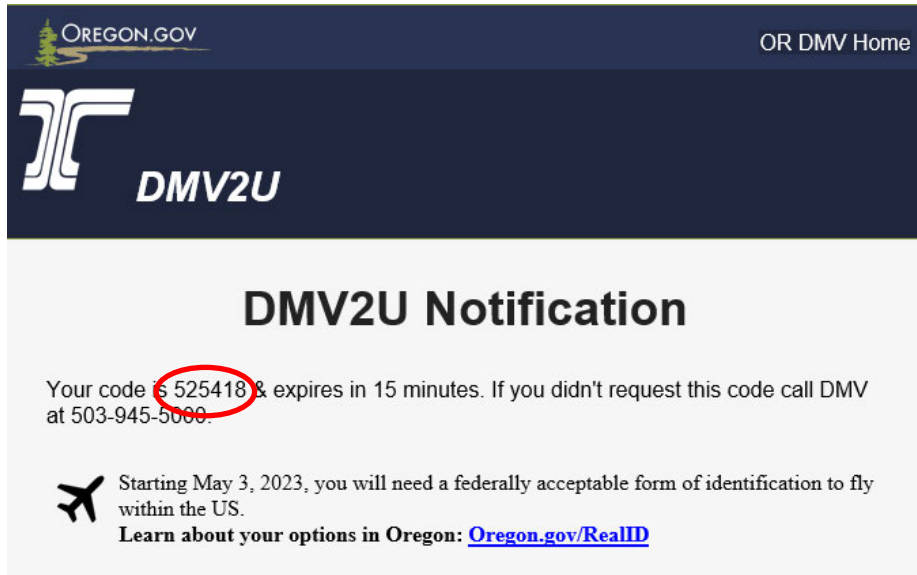 OREGON.GOV
OR DMV Home
DMV2U
DMV2U Notification
Your code is 525418 & expires in 15 minutes. If you didn't request this code call DMV
at 503-945-5000.
Starting May 3, 2023, you will need a federally acceptable form of identification to fly
within the US.
Learn about your options in Oregon: Oregon.gov/RealID